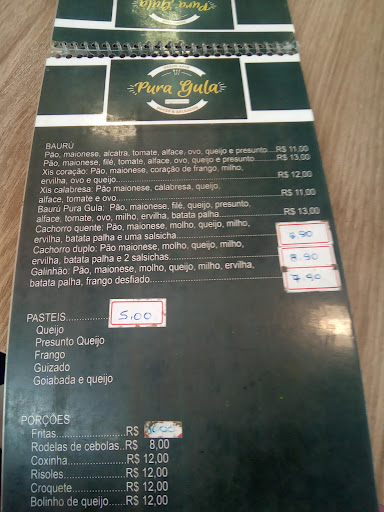 Pura Gula
Pura Gula
BAURÚ
Pão, maionese, alcatra, tomate, alface, ovo, queijo e presunto....R$ 11,00
Pão, maionese, filé, tomate, alface, ovo, queijo e presunto......R$ 13,00
Xis coração: Pão, maionese, coração de frango, milho,
ervilha, ovo e queijo..............................R$ 12,00
Xis calabresa: Pão maionese, calabresa, queijo,
alface, tomate e ovo..............................R$ 11,00
Baurú Pura Gula: Pão, maionese, filé, queijo, presunto,
alface, tomate, ovo, milho, ervilha, batata palha...........R$ 13,00
Cachorro quente: Pão, maionese, molho, queijo, milho,
ervilha, batata e uma salsicha............ 6,90
Cachorro duplo: Pão maionese, molho, queijo, milho,
ervilha, batata palha e 2 salsichas............ 8.90
Galinhão: Pão, maionese, molho, queijo, milho, ervilha,
batata palha, frango desfiado............ 7,90
PASTEIS............... 5,00
Queijo
Presunto Queijo
Frango
Guizado
Goiabada e queijo
PORÇÕES
Fritas....................R$
Rodelas de cebolas..R$ 8,00
Coxinha.................R$ 12,00
Risoles...................R$ 12,00
Croquete................R$ 12,00
Bolinho de queijo.....R$ 12,00